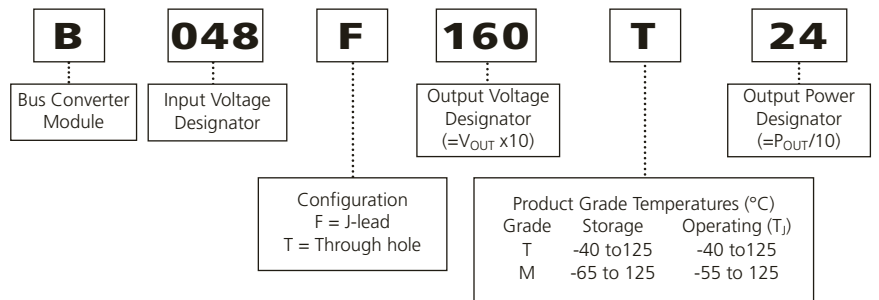 B 048 F 160 T 24
Bus Converter
Module
Input Voltage
Designator
Output Voltage
Designator
(=VOUT x10)
Output Power
Designator
(=POUT/10)
Configuration
F = J-lead
T = Through hole
Product Grade Temperatures (°C)
Grade Storage Operating (TJ)
T -40 to125 -40 to125
M -65 to 125 -55 to 125